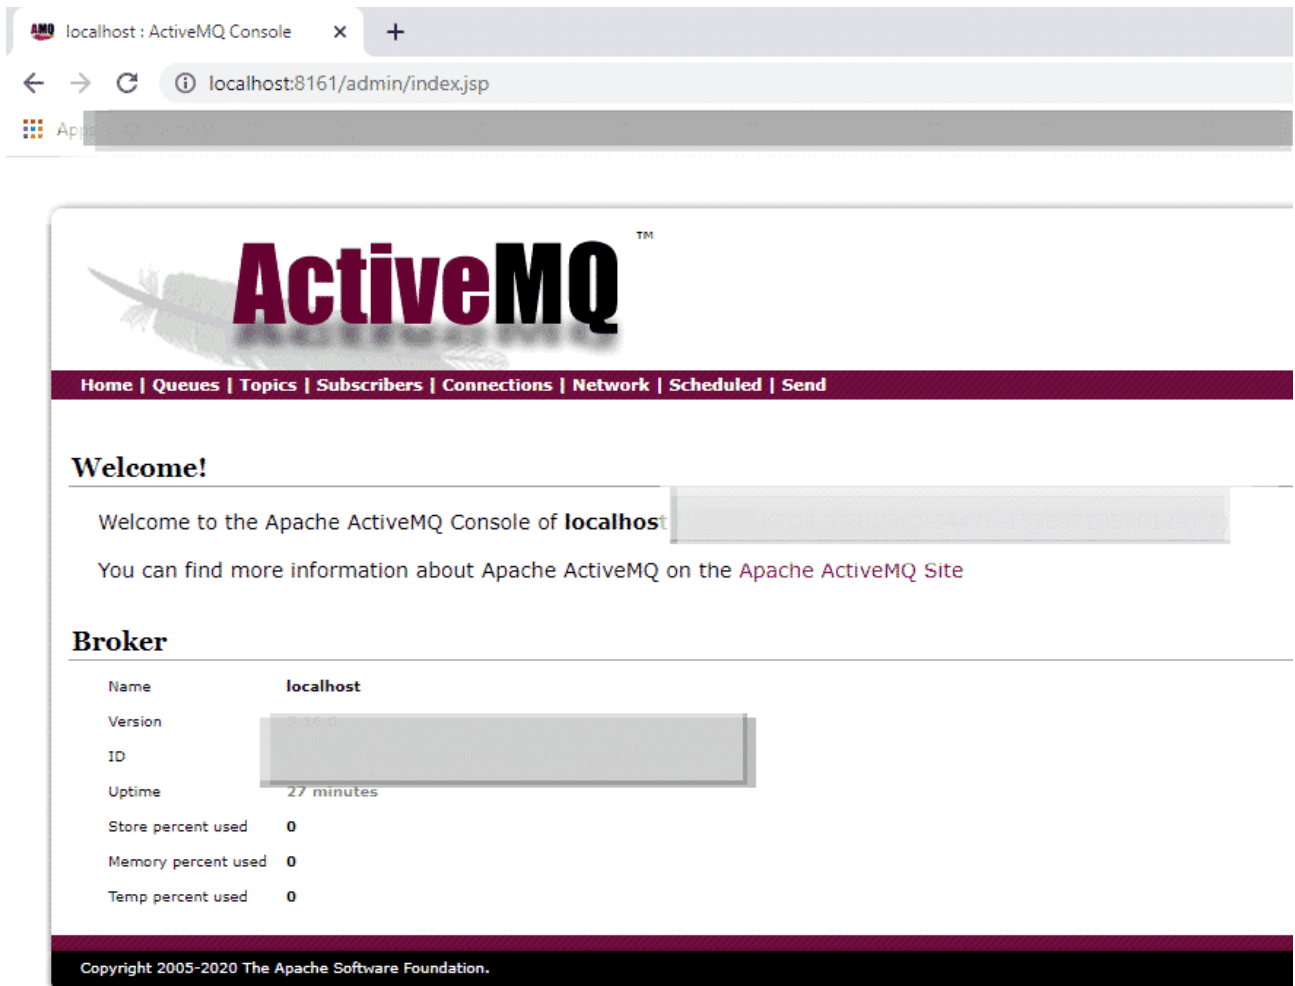 localhost : ActiveMQ Console
localhost:8161/admin/index.jsp
Apps
ActiveMQ ™
Home | Queues | Topics | Subscribers | Connections | Network | Scheduled | Send
Welcome!
Welcome to the Apache ActiveMQ Console of localhost
You can find more information about Apache ActiveMQ on the Apache ActiveMQ Site
Broker
Name localhost
Version
ID
Uptime 27 minutes
Store percent used 0
Memory percent used 0
Temp percent used 0
Copyright 2005-2020 The Apache Software Foundation.